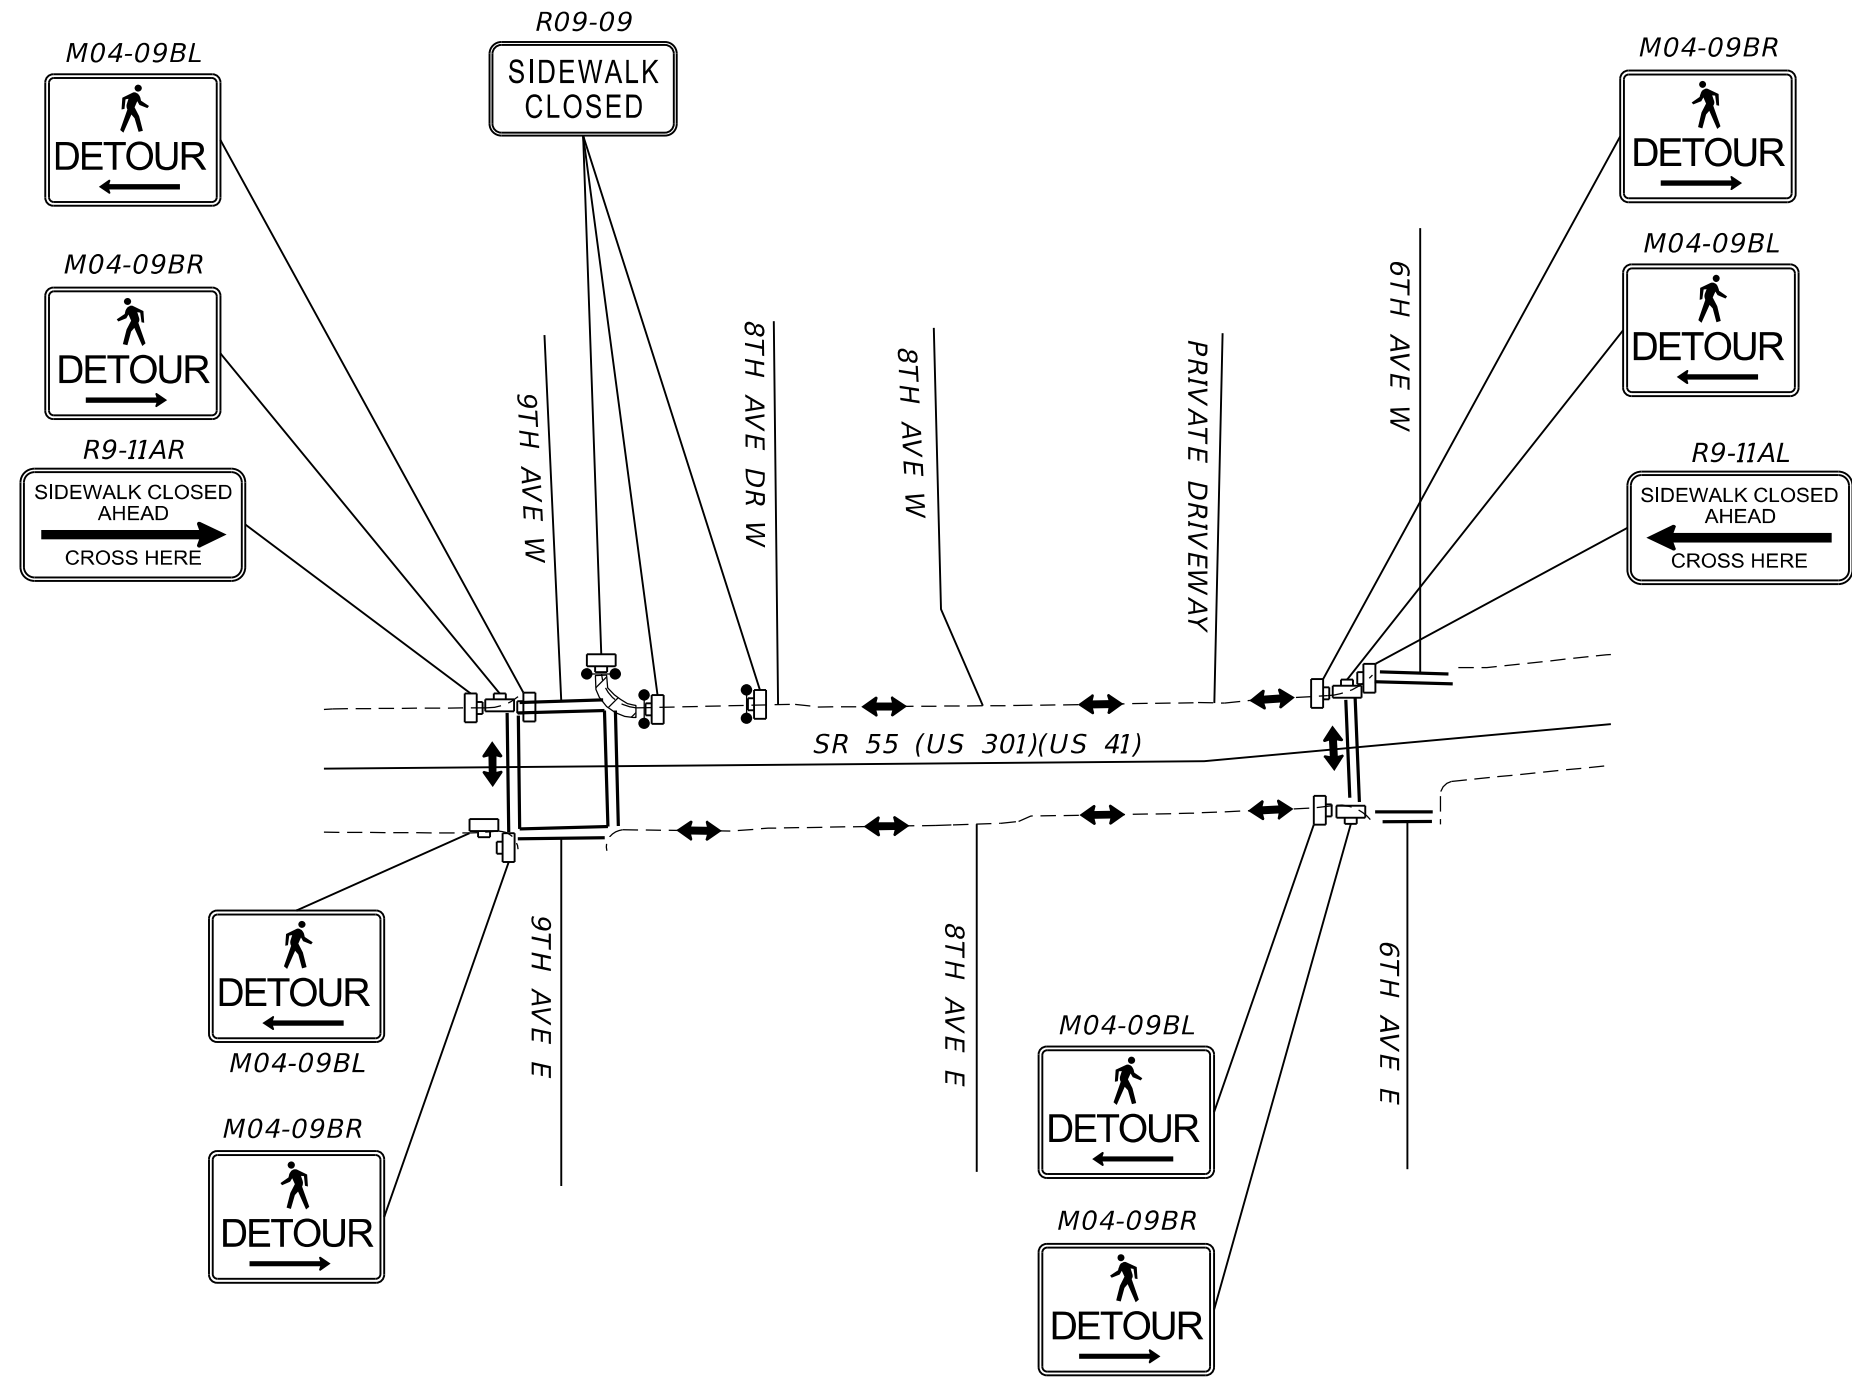 R09-09
SIDEWALK
CLOSED
M04-09BL
DETOUR
M04-09BR
DETOUR
R9-11AR
SIDEWALK CLOSED
AHEAD
CROSS HERE
M04-09BR
DETOUR
M04-09BL
DETOUR
R9-11AL
SIDEWALK CLOSED
AHEAD
CROSS HERE
9TH AVE W
8TH AVE DR W
8TH AVE W
PRIVATE DRIVEWAY
6TH AVE W
SR 55 (US 301)(US 41)
9TH AVE E
8TH AVE E
6TH AVE E
DETOUR
M04-09BL
M04-09BR
DETOUR
M04-09BL
DETOUR
M04-09BR
DETOUR